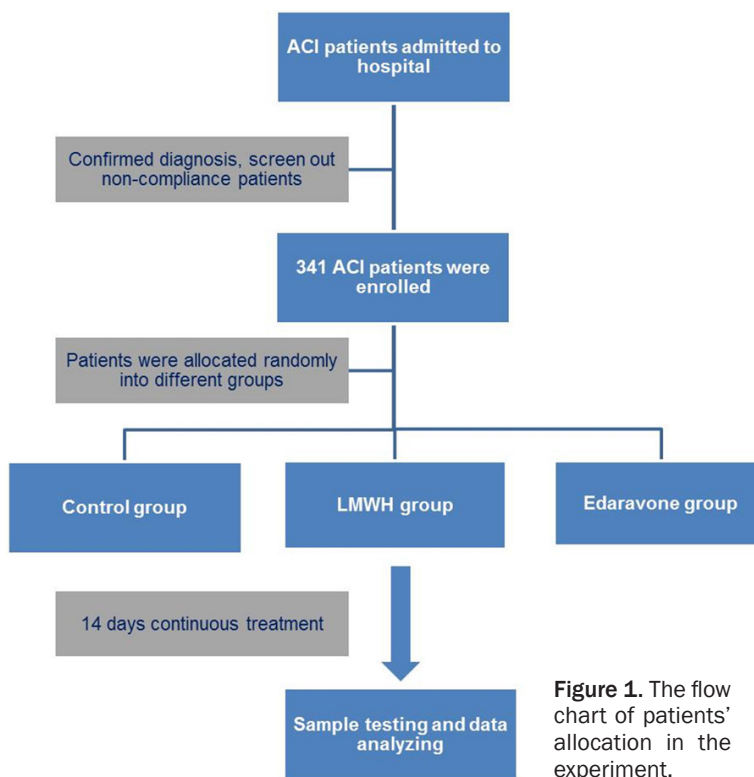 ACI patients admitted to
hospital
Confirmed diagnosis, screen out
non-compliance patients
341 ACI patients were
enrolled
Patients were allocated randomly
into different groups
Control group
LMWH group
Edaravone group
14 days continuous treatment
Sample testing and data
analyzing
Figure 1. The flow
chart of patients’
allocation in the
experiment.